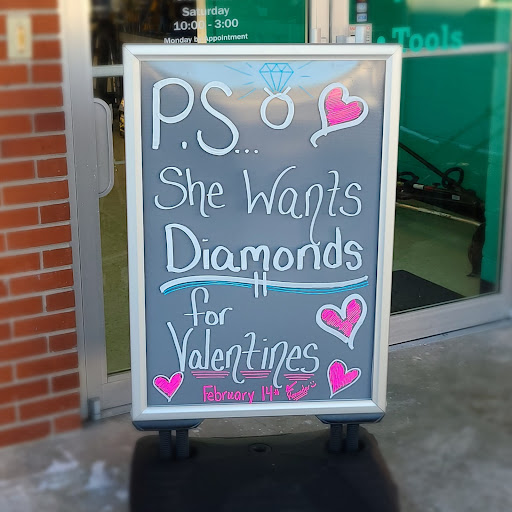 Saturday
10:00 - 3:00
Monday by Appointment
• Tools
P.S...
She Wants
Diamonds
for
Valentines
February 14th